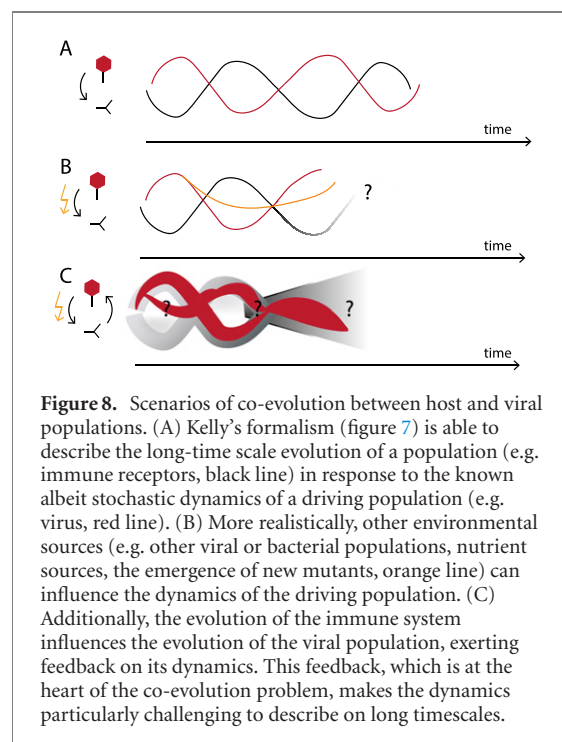 A
time
B
?
time
C
? ? ?
time
Figure 8. Scenarios of co-evolution between host and viral
populations. (A) Kelly's formalism (figure 7) is able to
describe the long-time scale evolution of a population (e.g.
immune receptors, black line) in response to the known
albeit stochastic dynamics of a driving population (e.g.
virus, red line). (B) More realistically, other environmental
sources (e.g. other viral or bacterial populations, nutrient
sources, the emergence of new mutants, orange line) can
influence the dynamics of the driving population. (C)
Additionally, the evolution of the immune system
influences the evolution of the viral population, exerting
feedback on its dynamics. This feedback, which is at the
heart of the co-evolution problem, makes the dynamics
particularly challenging to describe on long timescales.